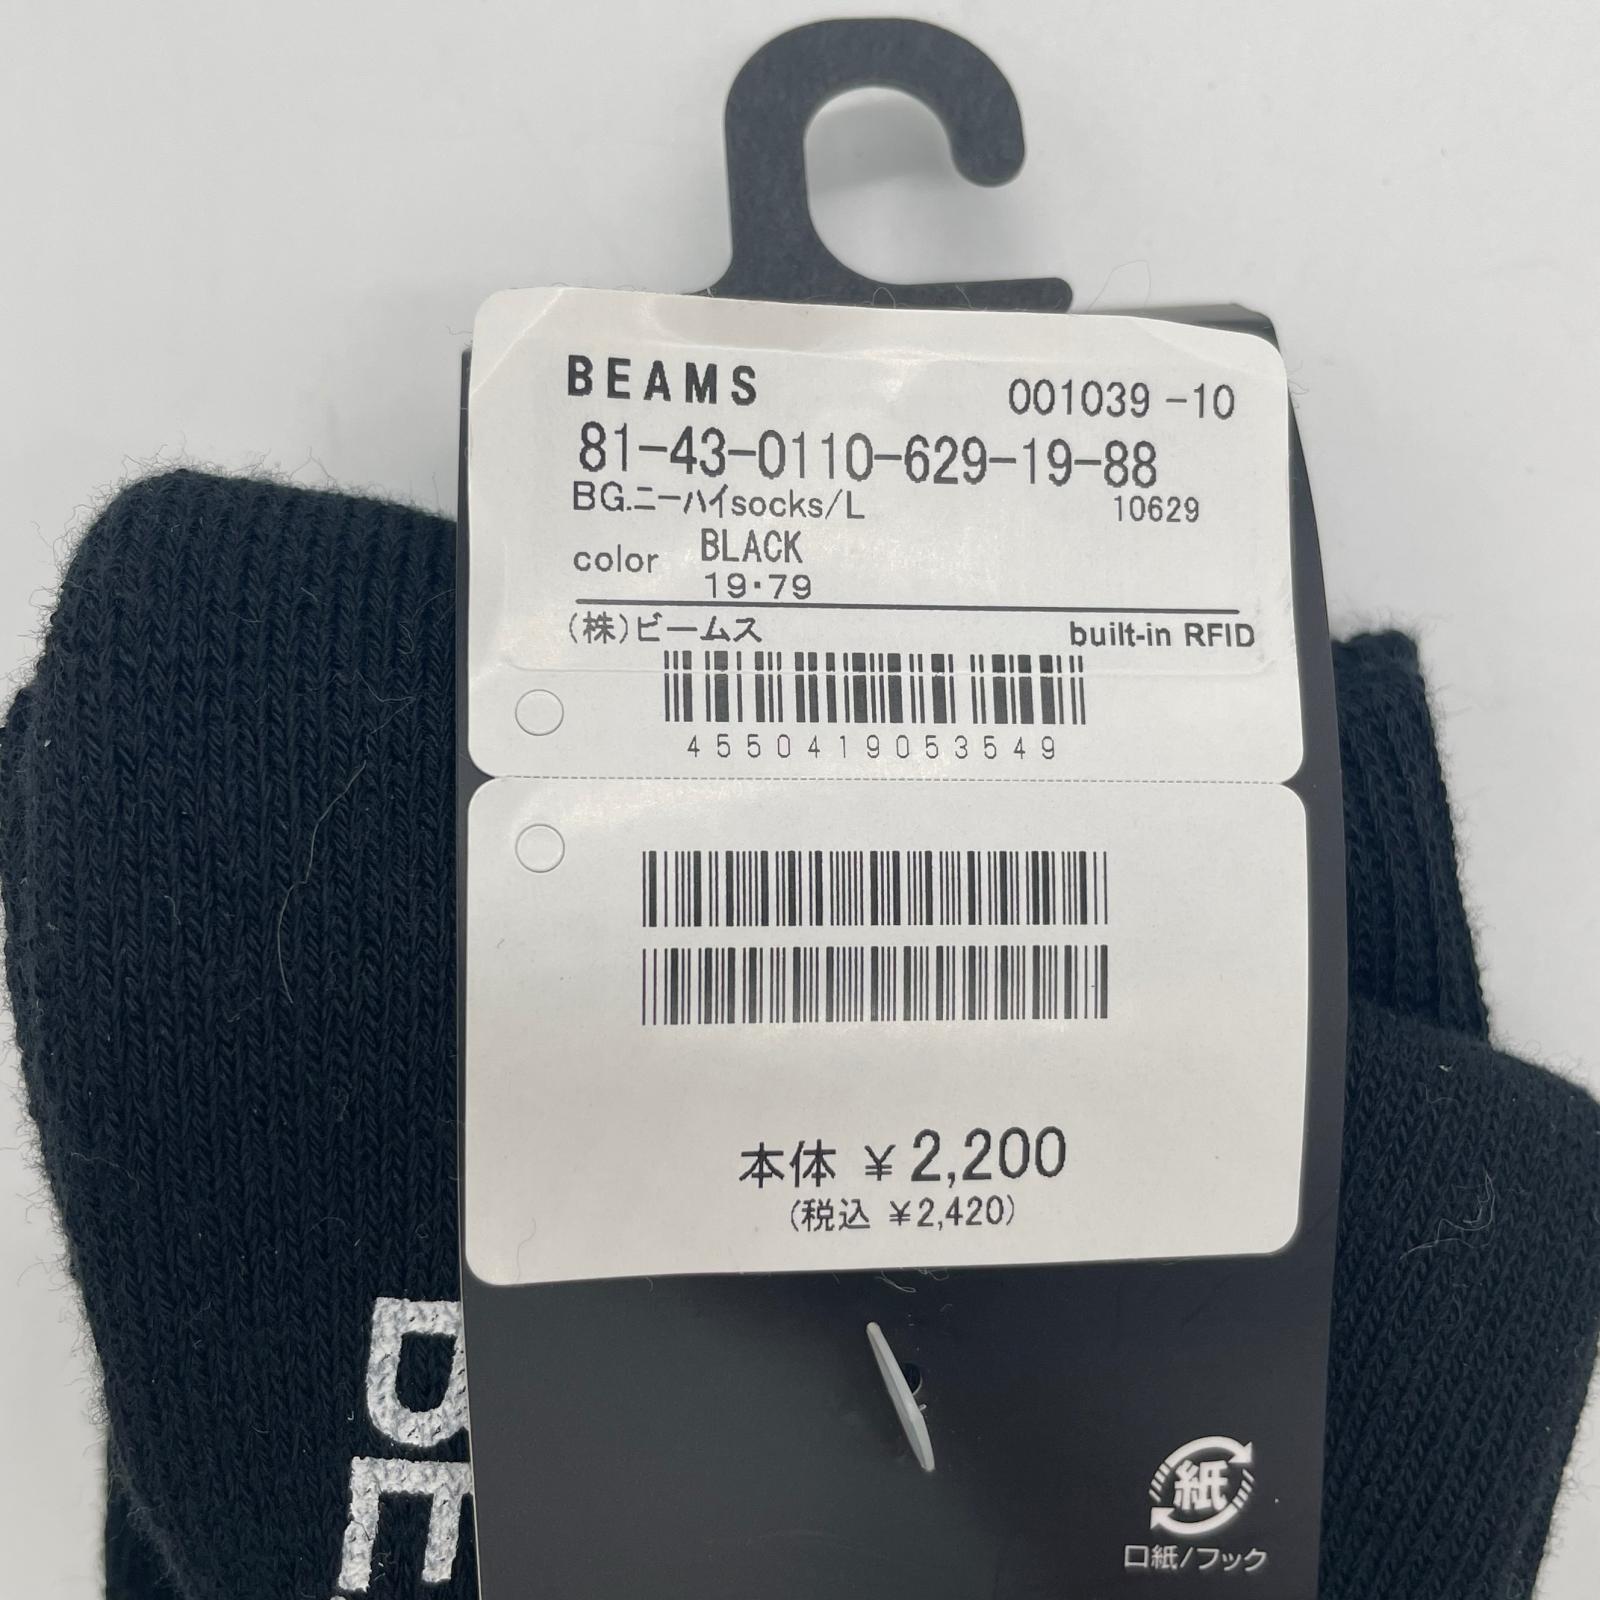 BEAMS 001039-10
81-43-0110-629-19-88
BG.ニーハイsocks/L 10629
color BLACK
19・79
(株)ビームス built-in RFID
4550419053549
本体 ¥2,200
(税込 ¥2,420)
BE
紙
口紙/フック